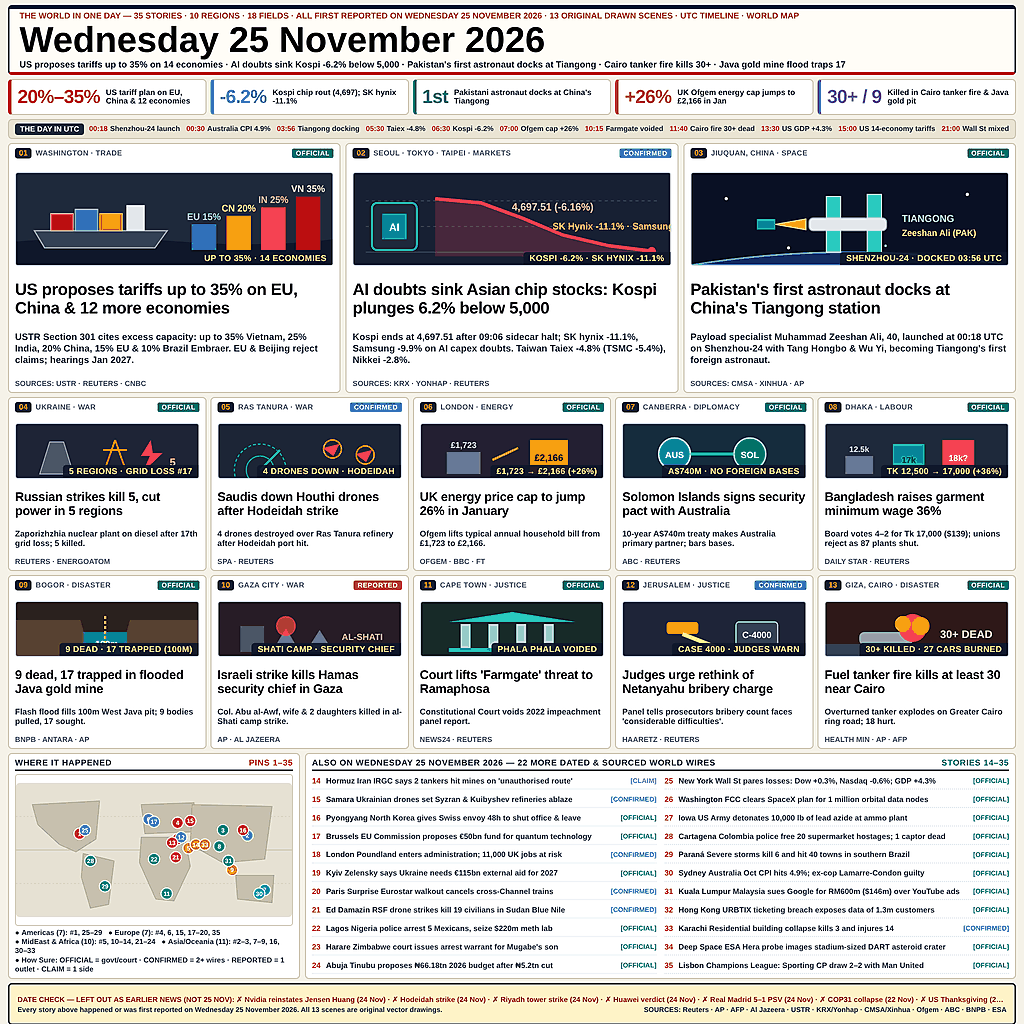 THE WORLD IN ONE DAY — 35 STORIES · 10 REGIONS · 18 FIELDS · ALL FIRST REPORTED ON WEDNESDAY 25 NOVEMBER 2026 · 13 ORIGINAL DRAWN SCENES · UTC TIMELINE · WORLD MAP
Wednesday 25 November 2026
US proposes tariffs up to 35% on 14 economies · AI doubts sink Kospi -6.2% below 5,000 · Pakistan's first astronaut docks at Tiangong · Cairo tanker fire kills 30+ · Java gold mine flood traps 17
20%–35%
US tariff plan on EU,
China & 12 economies
-6.2%
Kospi chip rout (4,697); SK hynix
-11.1%
1st
Pakistani astronaut docks at China's
Tiangong
+26%
UK Ofgem energy cap jumps to
£2,166 in Jan
30+ / 9
Killed in Cairo tanker fire & Java
gold pit
THE DAY IN UTC
00:18 Shenzhou-24 launch
00:30 Australia CPI 4.9%
03:56 Tiangong docking
05:30 Taiex -4.8%
06:30 Kospi -6.2%
07:00 Ofgem cap +26%
10:15 Farmgate voided
11:40 Cairo fire 30+ dead
13:30 US GDP +4.3%
15:00 US 14-economy tariffs
21:00 Wall St mixed
01 WASHINGTON · TRADE OFFICIAL
EU 15%
CN 20%
IN 25%
VN 35%
UP TO 35% · 14 ECONOMIES
US proposes tariffs up to 35% on EU,
China & 12 more economies
USTR Section 301 cites excess capacity: up to 35% Vietnam, 25%
India, 20% China, 15% EU & 10% Brazil Embraer. EU & Beijing reject
claims; hearings Jan 2027.
SOURCES: USTR · REUTERS · CNBC
02 SEOUL · TOKYO · TAIPEI · MARKETS CONFIRMED
AI
4,697.51 (-6.16%)
SK Hynix -11.1% · Samsung
KOSPI -6.2% · SK HYNIX -11.1%
AI doubts sink Asian chip stocks: Kospi
plunges 6.2% below 5,000
Kospi ends at 4,697.51 after 09:06 sidecar halt; SK hynix -11.1%,
Samsung -9.9% on AI capex doubts. Taiwan Taiex -4.8% (TSMC -5.4%),
Nikkei -2.8%.
SOURCES: KRX · YONHAP · REUTERS
03 JIUQUAN, CHINA · SPACE OFFICIAL
TIANGONG
Zeeshan Ali (PAK)
SHENZHOU-24 · DOCKED 03:56 UTC
Pakistan's first astronaut docks at
China's Tiangong station
Payload specialist Muhammad Zeeshan Ali, 40, launched at 00:18 UTC
on Shenzhou-24 with Tang Hongbo & Wu Yi, becoming Tiangong's first
foreign astronaut.
SOURCES: CMSA · XINHUA · AP
04 UKRAINE · WAR OFFICIAL
5
5 REGIONS · GRID LOSS #17
Russian strikes kill 5, cut
power in 5 regions
Zaporizhzhia nuclear plant on diesel after 17th
grid loss; 5 killed.
REUTERS · ENERGOATOM
05 RAS TANURA · WAR CONFIRMED
4 DRONES DOWN · HODEIDAH
Saudis down Houthi drones
after Hodeidah strike
4 drones destroyed over Ras Tanura refinery
after Hodeidah port hit.
SPA · REUTERS
06 LONDON · ENERGY OFFICIAL
£1,723
£2,166
£1,723 → £2,166 (+26%)
UK energy price cap to jump
26% in January
Ofgem lifts typical annual household bill from
£1,723 to £2,166.
OFGEM · BBC · FT
07 CANBERRA · DIPLOMACY OFFICIAL
AUS
SOL
A$740M · NO FOREIGN BASES
Solomon Islands signs security
pact with Australia
10-year A$740m treaty makes Australia
primary partner; bars bases.
ABC · REUTERS
08 DHAKA · LABOUR OFFICIAL
12.5k
17k
18k?
TK 12,500 → 17,000 (+36%)
Bangladesh raises garment
minimum wage 36%
Board votes 4–2 for Tk 17,000 ($139); unions
reject as 87 plants shut.
DAILY STAR · REUTERS
09 BOGOR · DISASTER OFFICIAL
9 DEAD · 17 TRAPPED (100M)
9 dead, 17 trapped in flooded
Java gold mine
Flash flood fills 100m West Java pit; 9 bodies
pulled, 17 sought.
BNPB · ANTARA · AP
10 GAZA CITY · WAR REPORTED
AL-SHATI
SHATI CAMP · SECURITY CHIEF
Israeli strike kills Hamas
security chief in Gaza
Col. Abu al-Awf, wife & 2 daughters killed in al-
Shati camp strike.
AP · AL JAZEERA
11 CAPE TOWN · JUSTICE OFFICIAL
PHALA PHALA VOIDED
Court lifts 'Farmgate' threat to
Ramaphosa
Constitutional Court voids 2022 impeachment
panel report.
NEWS24 · REUTERS
12 JERUSALEM · JUSTICE CONFIRMED
C-4000
CASE 4000 · JUDGES WARN
Judges urge rethink of
Netanyahu bribery charge
Panel tells prosecutors bribery count faces
'considerable difficulties'.
HAARETZ · REUTERS
13 GIZA, CAIRO · DISASTER OFFICIAL
30+ DEAD
30+ KILLED · 27 CARS BURNED
Fuel tanker fire kills at least 30
near Cairo
Overturned tanker explodes on Greater Cairo
ring road; 18 hurt.
HEALTH MIN · AP · AFP
WHERE IT HAPPENED PINS 1–35
● Americas (7): #1, 25–29 ● Europe (7): #4, 6, 15, 17–20, 35
● MidEast & Africa (10): #5, 10–14, 21–24 ● Asia/Oceania (11): #2–3, 7–9, 16,
30–33
● How Sure: OFFICIAL = govt/court · CONFIRMED = 2+ wires · REPORTED = 1
outlet · CLAIM = 1 side
ALSO ON WEDNESDAY 25 NOVEMBER 2026 — 22 MORE DATED & SOURCED WORLD WIRES STORIES 14–35
14 Hormuz Iran IRGC says 2 tankers hit mines on 'unauthorised route' [CLAIM]
15 Samara Ukrainian drones set Syzran & Kuibyshev refineries ablaze [CONFIRMED]
16 Pyongyang North Korea gives Swiss envoy 48h to shut office & leave [OFFICIAL]
17 Brussels EU Commission proposes €50bn fund for quantum technology [OFFICIAL]
18 London Poundland enters administration; 11,000 UK jobs at risk [CONFIRMED]
19 Kyiv Zelensky says Ukraine needs €115bn external aid for 2027 [OFFICIAL]
20 Paris Surprise Eurostar walkout cancels cross-Channel trains [CONFIRMED]
21 Ed Damazin RSF drone strikes kill 19 civilians in Sudan Blue Nile [CONFIRMED]
22 Lagos Nigeria police arrest 5 Mexicans, seize $220m meth lab [OFFICIAL]
23 Harare Zimbabwe court issues arrest warrant for Mugabe's son [OFFICIAL]
24 Abuja Tinubu proposes ₦66.18tn 2026 budget after ₦5.2tn cut [OFFICIAL]
25 New York Wall St pares losses: Dow +0.3%, Nasdaq -0.6%; GDP +4.3% [OFFICIAL]
26 Washington FCC clears SpaceX plan for 1 million orbital data nodes [OFFICIAL]
27 Iowa US Army detonates 10,000 lb of lead azide at ammo plant [OFFICIAL]
28 Cartagena Colombia police free 20 supermarket hostages; 1 captor dead [OFFICIAL]
29 Paraná Severe storms kill 6 and hit 40 towns in southern Brazil [OFFICIAL]
30 Sydney Australia Oct CPI hits 4.9%; ex-cop Lamarre-Condon guilty [OFFICIAL]
31 Kuala Lumpur Malaysia sues Google for RM600m ($146m) over YouTube ads [OFFICIAL]
32 Hong Kong URBTIX ticketing breach exposes data of 1.3m customers [OFFICIAL]
33 Karachi Residential building collapse kills 3 and injures 14 [CONFIRMED]
34 Deep Space ESA Hera probe images stadium-sized DART asteroid crater [OFFICIAL]
35 Lisbon Champions League: Sporting CP draw 2–2 with Man United [OFFICIAL]
DATE CHECK — LEFT OUT AS EARLIER NEWS (NOT 25 NOV): ✗ Nvidia reinstates Jensen Huang (24 Nov) · ✗ Hodeidah strike (24 Nov) · ✗ Riyadh tower strike (24 Nov) · ✗ Huawei verdict (24 Nov) · ✗ Real Madrid 5–1 PSV (24 Nov) · ✗ COP31 collapse (22 Nov) · ✗ US Thanksgiving (2…
Every story above happened or was first reported on Wednesday 25 November 2026. All 13 scenes are original vector drawings.
SOURCES: Reuters · AP · AFP · Al Jazeera · USTR · KRX/Yonhap · CMSA/Xinhua · Ofgem · ABC · BNPB · ESA